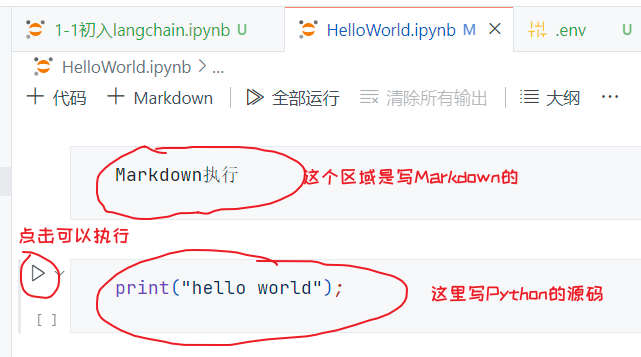 1-1初入langchain.ipynb U
HelloWorld.ipynb M
.env U
HelloWorld.ipynb > ...
+ 代码 + Markdown 全部运行 清除所有输出 大纲 ...
Markdown执行
这个区域是写Markdown的
点击可以执行
print("hello world");
这里写Python的源码
[ ]